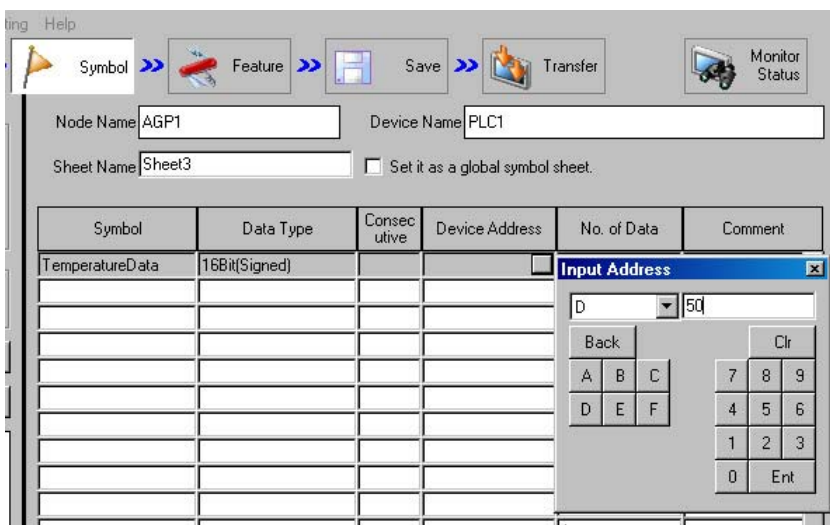 ting Help
Symbol Feature Save Transfer Monitor Status
Node Name AGP1 Device Name PLC1
Sheet Name Sheet3 Set it as a global symbol sheet.
Symbol Data Type Consecutive Device Address No. of Data Comment
TemperatureData 16Bit(Signed)
Input Address
D 50
Back Clr
A B C 7 8 9
D E F 4 5 6
1 2 3
0 Ent